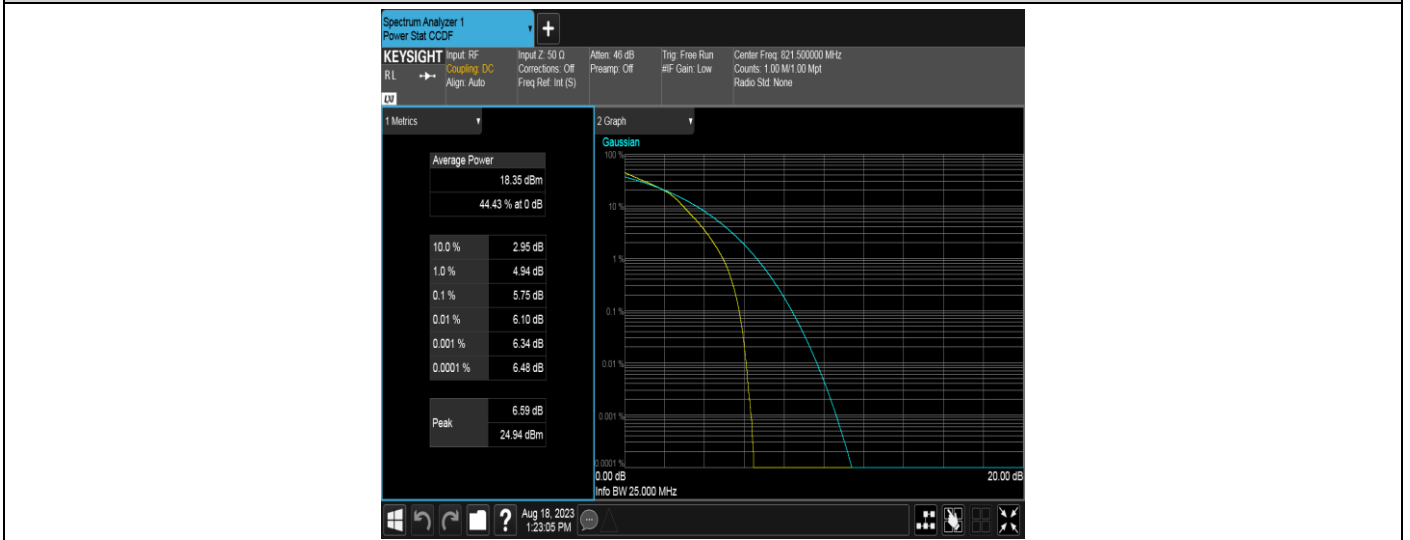 Spectrum Analyzer 1
Power Stat CCDF
+
KEYSIGHT
RL
LXI
Input: RF
Coupling: DC
Align: Auto
Input Z: 50 Ω
Corrections: Off
Freq Ref: Int (S)
Atten: 46 dB
Preamp: Off
Trig: Free Run
#IF Gain: Low
Center Freq: 821.500000 MHz
Counts: 1.00 M/1.00 Mpt
Radio Std: None
1 Metrics
Average Power
18.35 dBm
44.43 % at 0 dB
10.0 % 2.95 dB
1.0 % 4.94 dB
0.1 % 5.75 dB
0.01 % 6.10 dB
0.001 % 6.34 dB
0.0001 % 6.48 dB
Peak
6.59 dB
24.94 dBm
2 Graph
Gaussian
100 %
10 %
1 %
0.1 %
0.01 %
0.001 %
0.0001 %
0.00 dB 20.00 dB
Info BW 25.000 MHz
?
Aug 18, 2023
1:23:05 PM